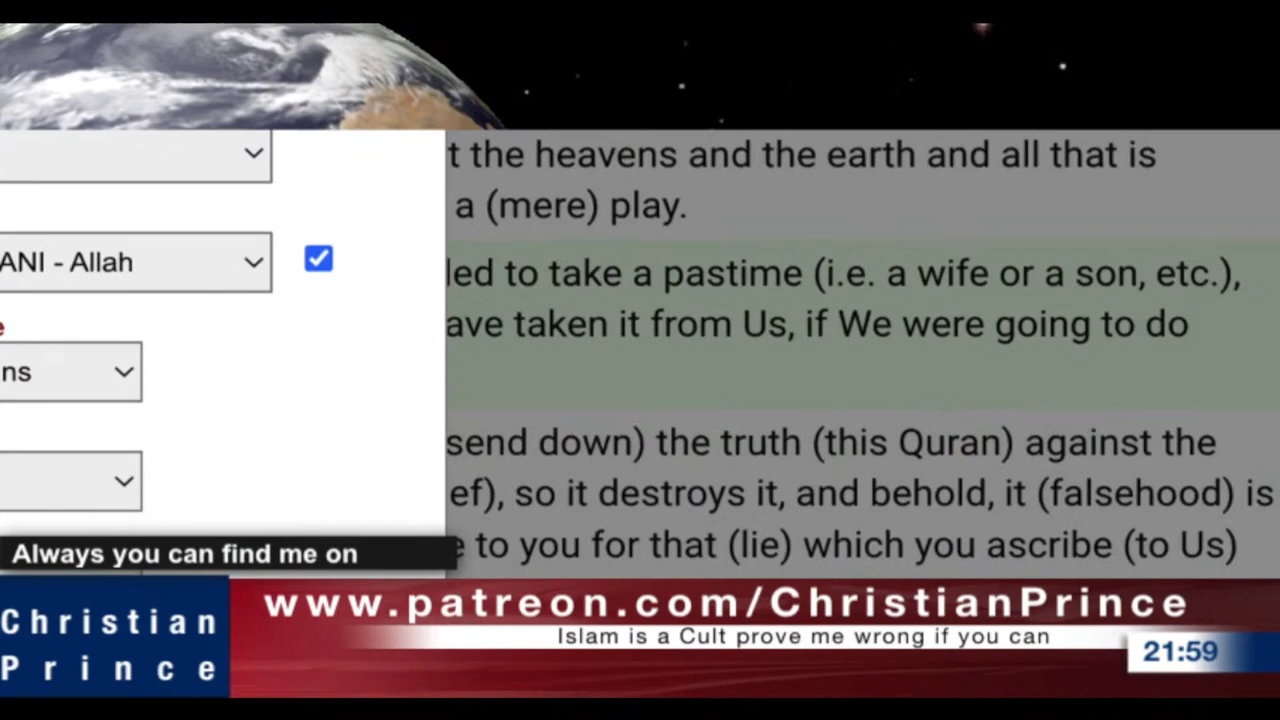 t the heavens and the earth and all that is
a (mere) play.
ANI - Allah
led to take a pastime (i.e. a wife or a son, etc.),
ave taken it from Us, if We were going to do
ns
send down) the truth (this Quran) against the
ef), so it destroys it, and behold, it (falsehood) is
e to you for that (lie) which you ascribe (to Us)
Always you can find me on
Christian
Prince
www.patreon.com/ChristianPrince
Islam is a Cult prove me wrong if you can
21:59